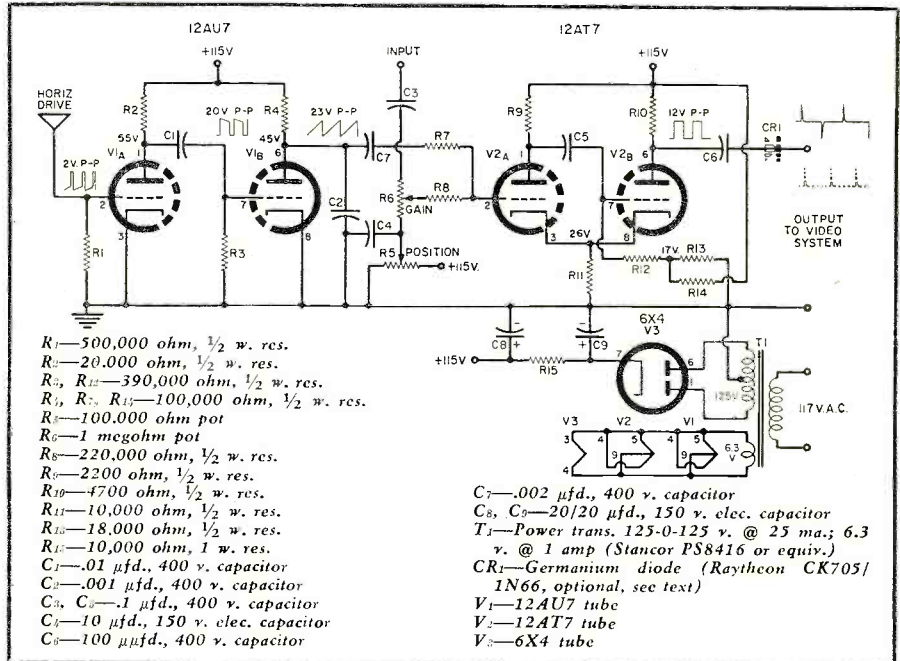 12AU7
12AT7
+115V
INPUT
+115V
HORIZ
DRIVE
R2
20V P-P
R4
C3
R9
R10
12V P-P
CR1
55V
C1
45V
23V P-P
R7
C5
C6
2V. P-P
V1A
1
V1B
6
C7
V2A
1
V2B
6
2
7
R6
GAIN
R8
2
7
OUTPUT
TO VIDEO
SYSTEM
3
8
C2
C4
3
26V
8
17V.
R13
R1
R3
R5
POSITION
+115V.
R11
R12
R14
6X4
V3
T1
+115V
C8
C9
7
6
1
R15
125V
117 V.A.C.
V3
V2
V1
3
4
5
4
5
6.3
V
4
9
9
R1—500,000 ohm, 1/2 w. res.
R2—20,000 ohm, 1/2 w. res.
R3, R12—390,000 ohm, 1/2 w. res.
R4, R7, R14—100,000 ohm, 1/2 w. res.
R5—100,000 ohm pot
R6—1 megohm pot
R8—220,000 ohm, 1/2 w. res.
R9—2200 ohm, 1/2 w. res.
R10—4700 ohm, 1/2 w. res.
R11—10,000 ohm, 1/2 w. res.
R13—18,000 ohm, 1/2 w. res.
R15—10,000 ohm, 1 w. res.
C1—.01 μfd., 400 v. capacitor
C2—.001 μfd., 400 v. capacitor
C3, C5—.1 μfd., 400 v. capacitor
C4—10 μfd., 150 v. elec. capacitor
C6—100 μμfd., 400 v. capacitor
C7—.002 μfd., 400 v. capacitor
C8, C9—20/20 μfd., 150 v. elec. capacitor
T1—Power trans. 125-0-125 v. @ 25 ma.; 6.3
v. @ 1 amp (Stancor PS8416 or equiv.)
CR1—Germanium diode (Raytheon CK705/
1N66, optional, see text)
V1—12AU7 tube
V2—12AT7 tube
V3—6X4 tube